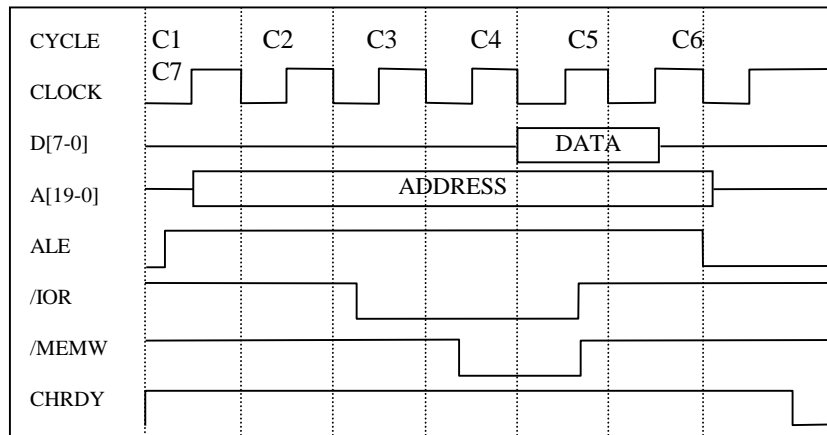 CYCLE C1 C2 C3 C4 C5 C6
C7
CLOCK
D[7-0] DATA
A[19-0] ADDRESS
ALE
/IOR
/MEMW
CHRDY